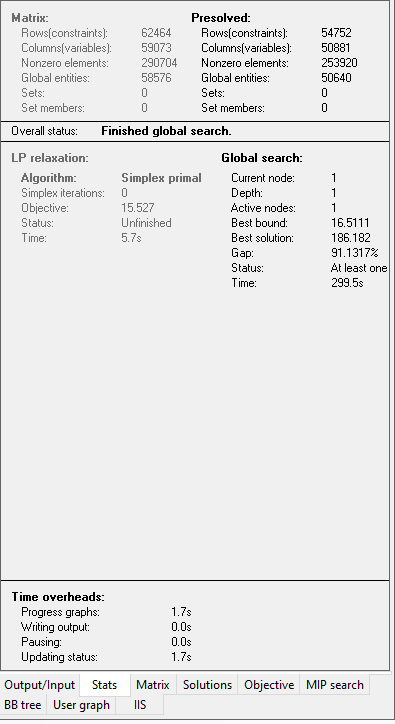 Matrix: Presolved:
Rows(constraints): 62464 Rows(constraints): 54752
Columns(variables): 59073 Columns(variables): 50881
Nonzero elements: 290704 Nonzero elements: 253920
Global entities: 58576 Global entities: 50640
Sets: 0 Sets: 0
Set members: 0 Set members: 0
Overall status: Finished global search.
LP relaxation: Global search:
Algorithm: Simplex primal Current node: 1
Simplex iterations: 0 Depth: 1
Objective: 15.527 Active nodes: 1
Status: Unfinished Best bound: 16.5111
Time: 5.7s Best solution: 186.182
Gap: 91.1317%
Status: At least one
Time: 299.5s
Time overheads:
Progress graphs: 1.7s
Writing output: 0.0s
Pausing: 0.0s
Updating status: 1.7s
Output/Input Stats Matrix Solutions Objective MIP search
BB tree User graph IIS